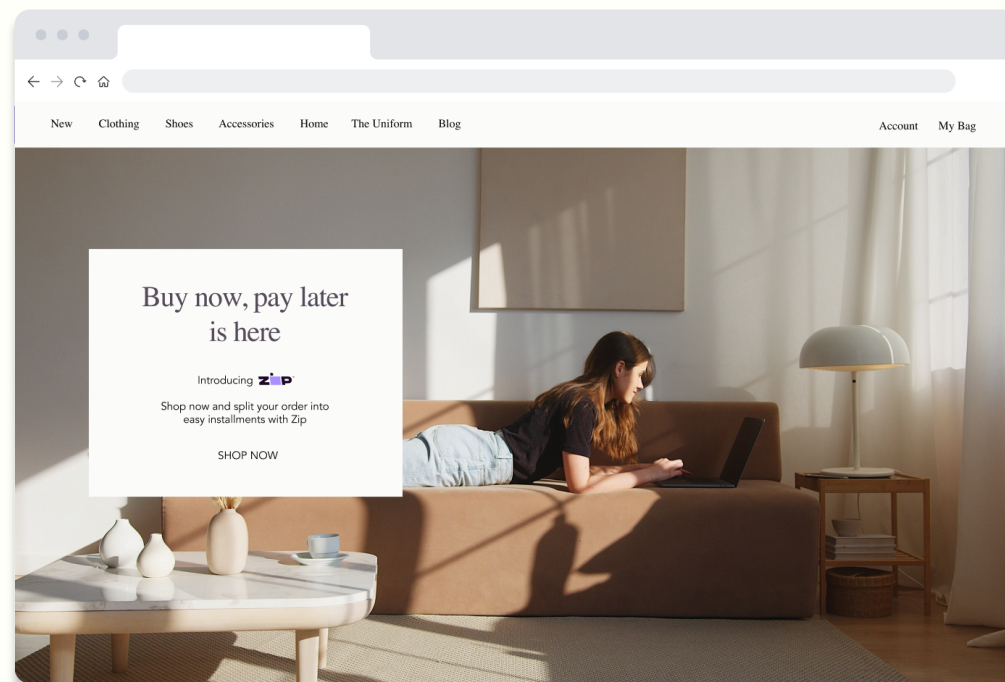 New Clothing Shoes Accessories Home The Uniform Blog
Account My Bag
Buy now, pay later
is here
Introducing ZIP
Shop now and split your order into
easy installments with Zip
SHOP NOW